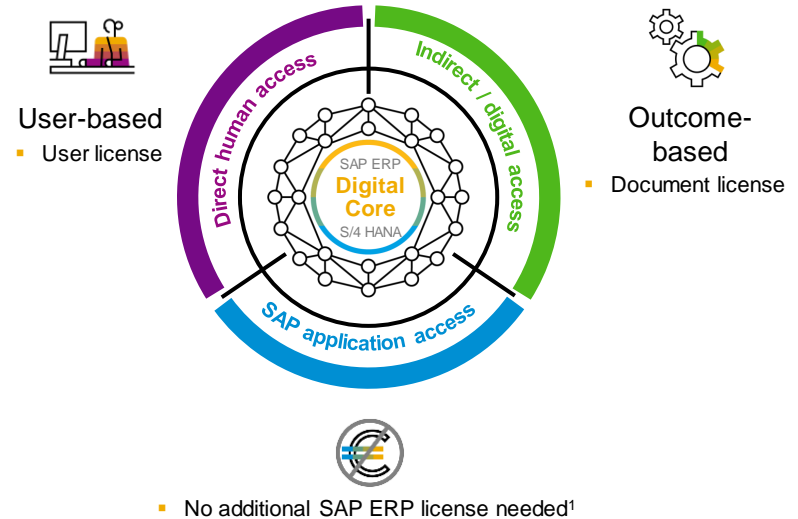 User-based
▪ User license
Direct human access
Indirect / digital access
SAP ERP
Digital
Core
S/4 HANA
Outcome-
based
▪ Document license
SAP application access
€
▪ No additional SAP ERP license needed¹